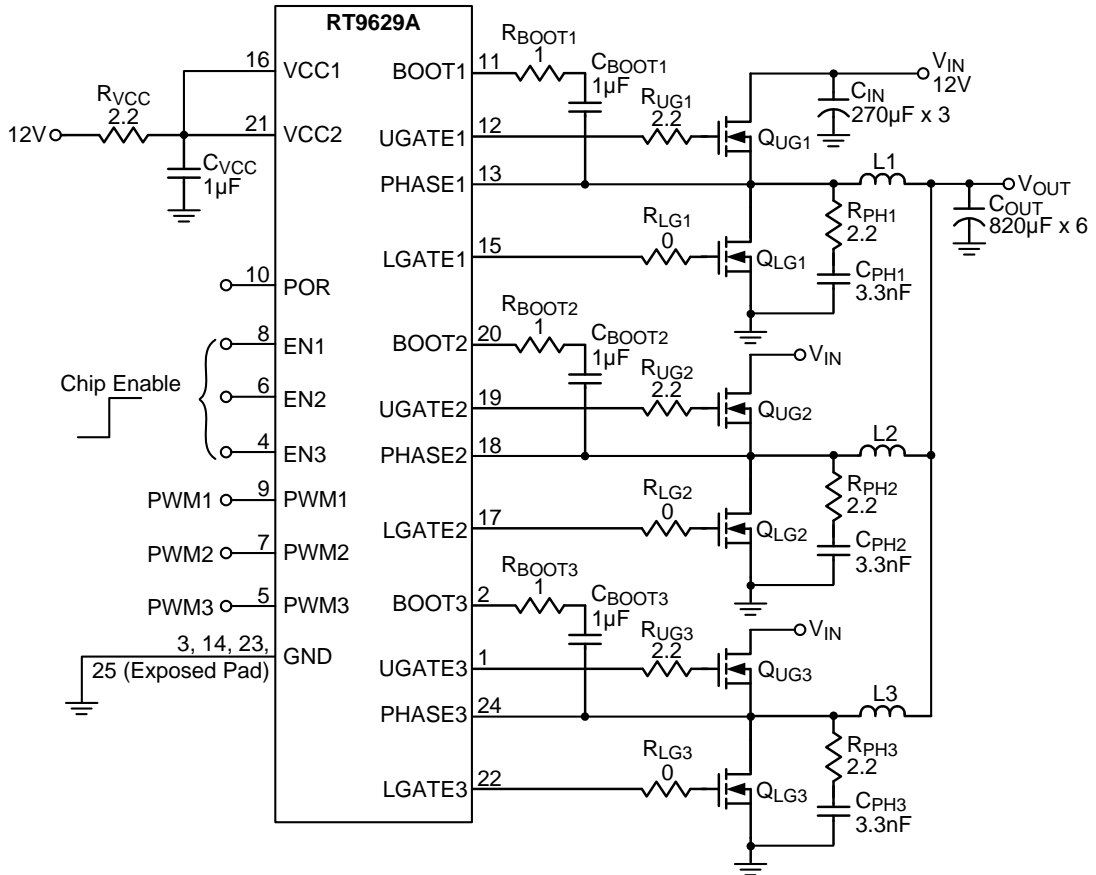 RT9629A
12V
RVCC
2.2
CVCC
1µF
16
VCC1
21
VCC2
10
POR
Chip Enable
8
EN1
6
EN2
4
EN3
PWM1
9
PWM1
PWM2
7
PWM2
PWM3
5
PWM3
3, 14, 23,
25 (Exposed Pad)
GND
BOOT1
11
RBOOT1
1
CBOOT1
1µF
UGATE1
12
RUG1
2.2
QUG1
VIN
12V
CIN
270µF x 3
PHASE1
13
L1
VOUT
COUT
820µF x 6
RPH1
2.2
CPH1
3.3nF
LGATE1
15
RLG1
0
QLG1
BOOT2
20
RBOOT2
1
CBOOT2
1µF
VIN
UGATE2
19
RUG2
2.2
QUG2
PHASE2
18
L2
RPH2
2.2
CPH2
3.3nF
LGATE2
17
RLG2
0
QLG2
BOOT3
2
RBOOT3
1
CBOOT3
1µF
VIN
UGATE3
1
RUG3
2.2
QUG3
PHASE3
24
L3
RPH3
2.2
CPH3
3.3nF
LGATE3
22
RLG3
0
QLG3